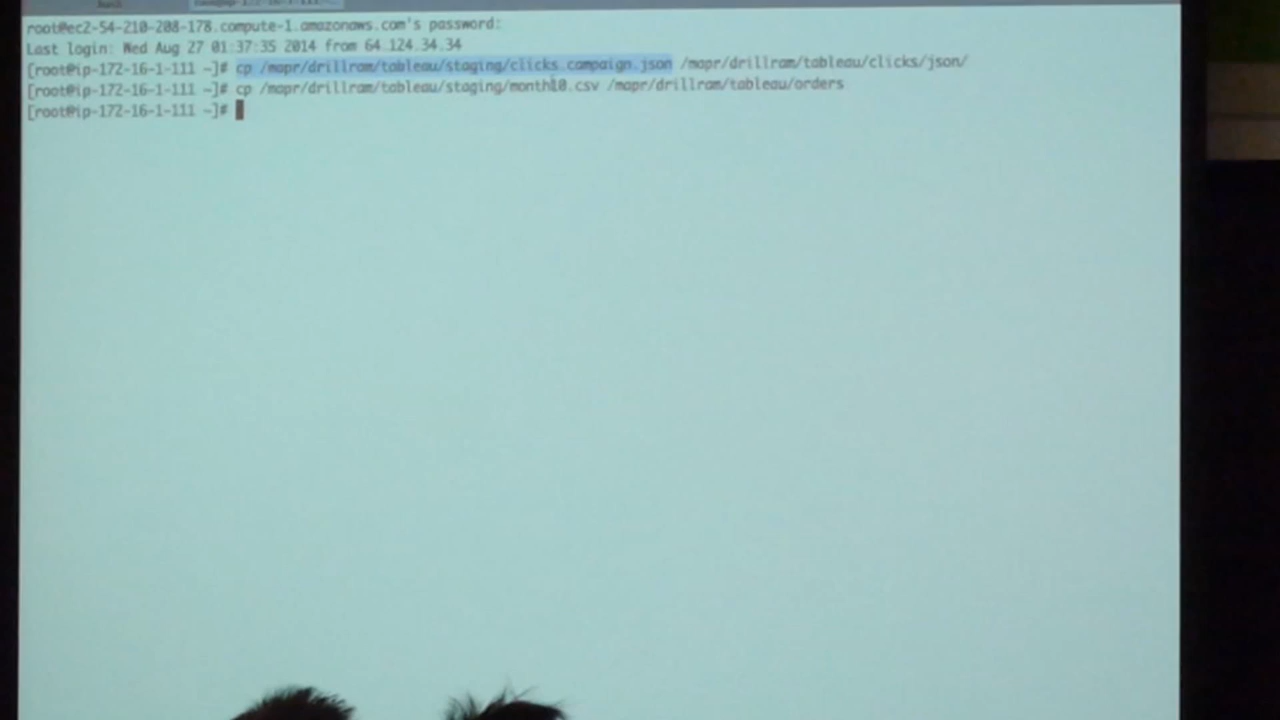 root@ec2-54-210-208-178.compute-1.amazonaws.com's password:
Last login: Wed Aug 27 01:37:35 2014 from 64.124.34.34
[root@ip-172-16-1-111 ~]# cp /mapr/drillram/tableau/staging/clicks.campaign.json /mapr/drillram/tableau/clicks/json/
[root@ip-172-16-1-111 ~]# cp /mapr/drillram/tableau/staging/month10.csv /mapr/drillram/tableau/orders
[root@ip-172-16-1-111 ~]#